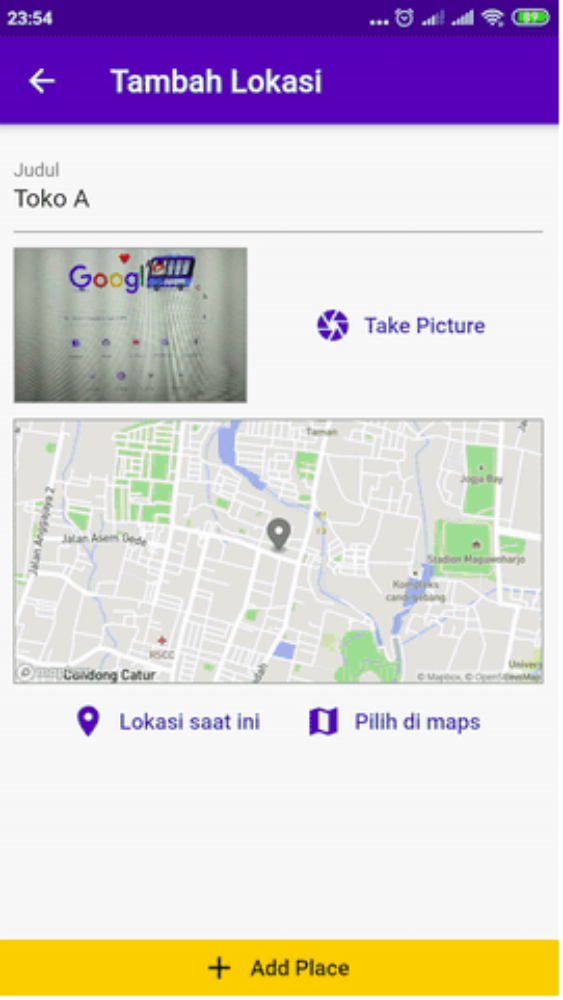 23:54
... 89
Tambah Lokasi
Judul
Toko A
Googl
Take Picture
Taman
Jogja Bay
Jalan Anggajaya 2
Jalan Asem Gede
Stadion Maguwoharjo
Kompleks
candi gebang
RSCC
Condong Catur
Univers
© Mapbox, © OpenStreetMap
Lokasi saat ini
Pilih di maps
+ Add Place